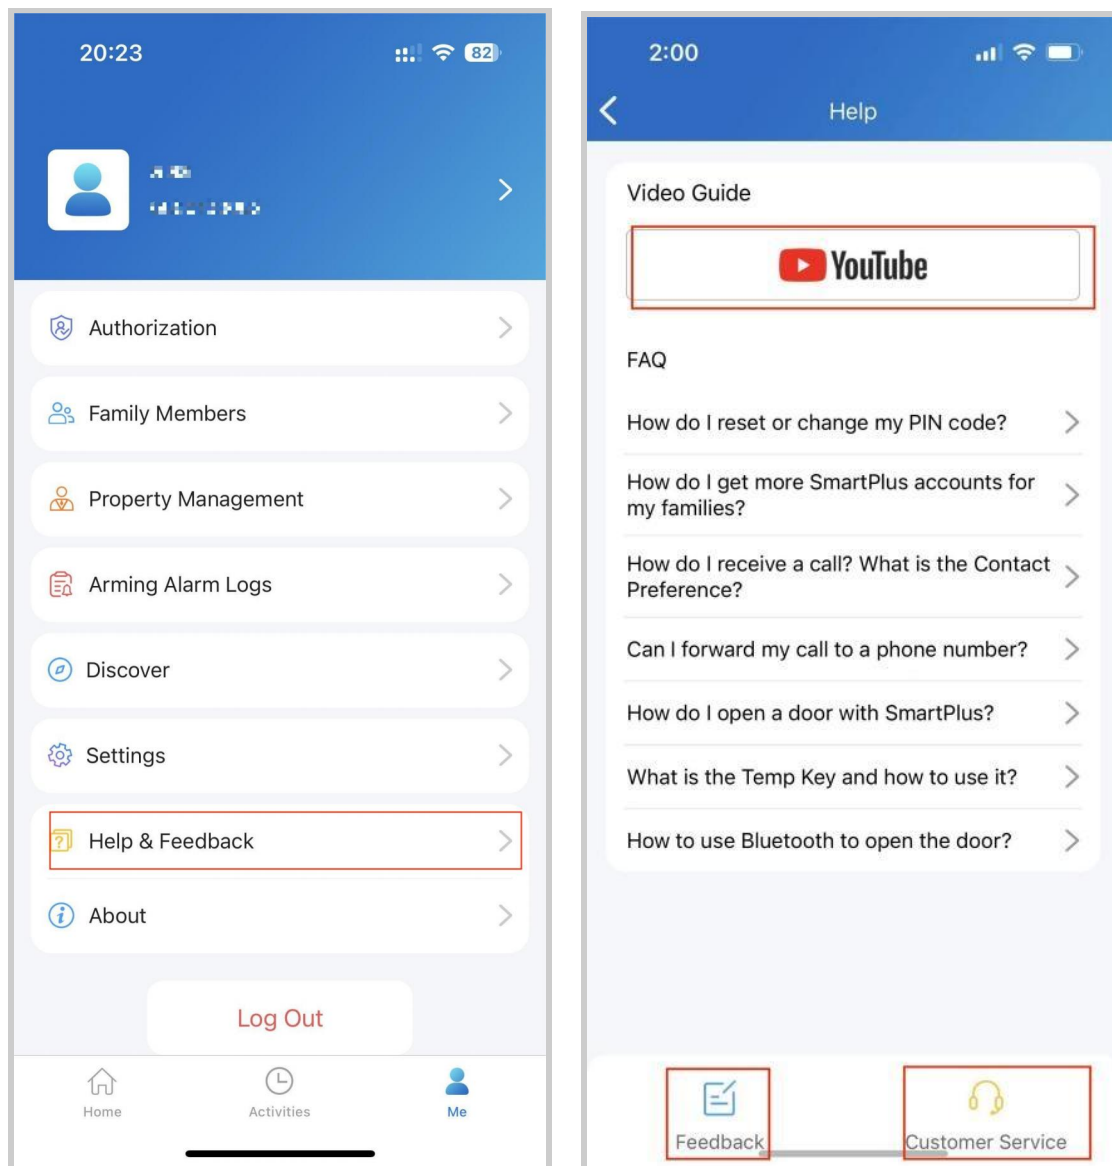 20:23
82
Authorization
Family Members
Property Management
Arming Alarm Logs
Discover
Settings
Help & Feedback
About
Log Out
Home
Activities
Me
2:00
Help
Video Guide
YouTube
FAQ
How do I reset or change my PIN code?
How do I get more SmartPlus accounts for
my families?
How do I receive a call? What is the Contact
Preference?
Can I forward my call to a phone number?
How do I open a door with SmartPlus?
What is the Temp Key and how to use it?
How to use Bluetooth to open the door?
Feedback
Customer Service